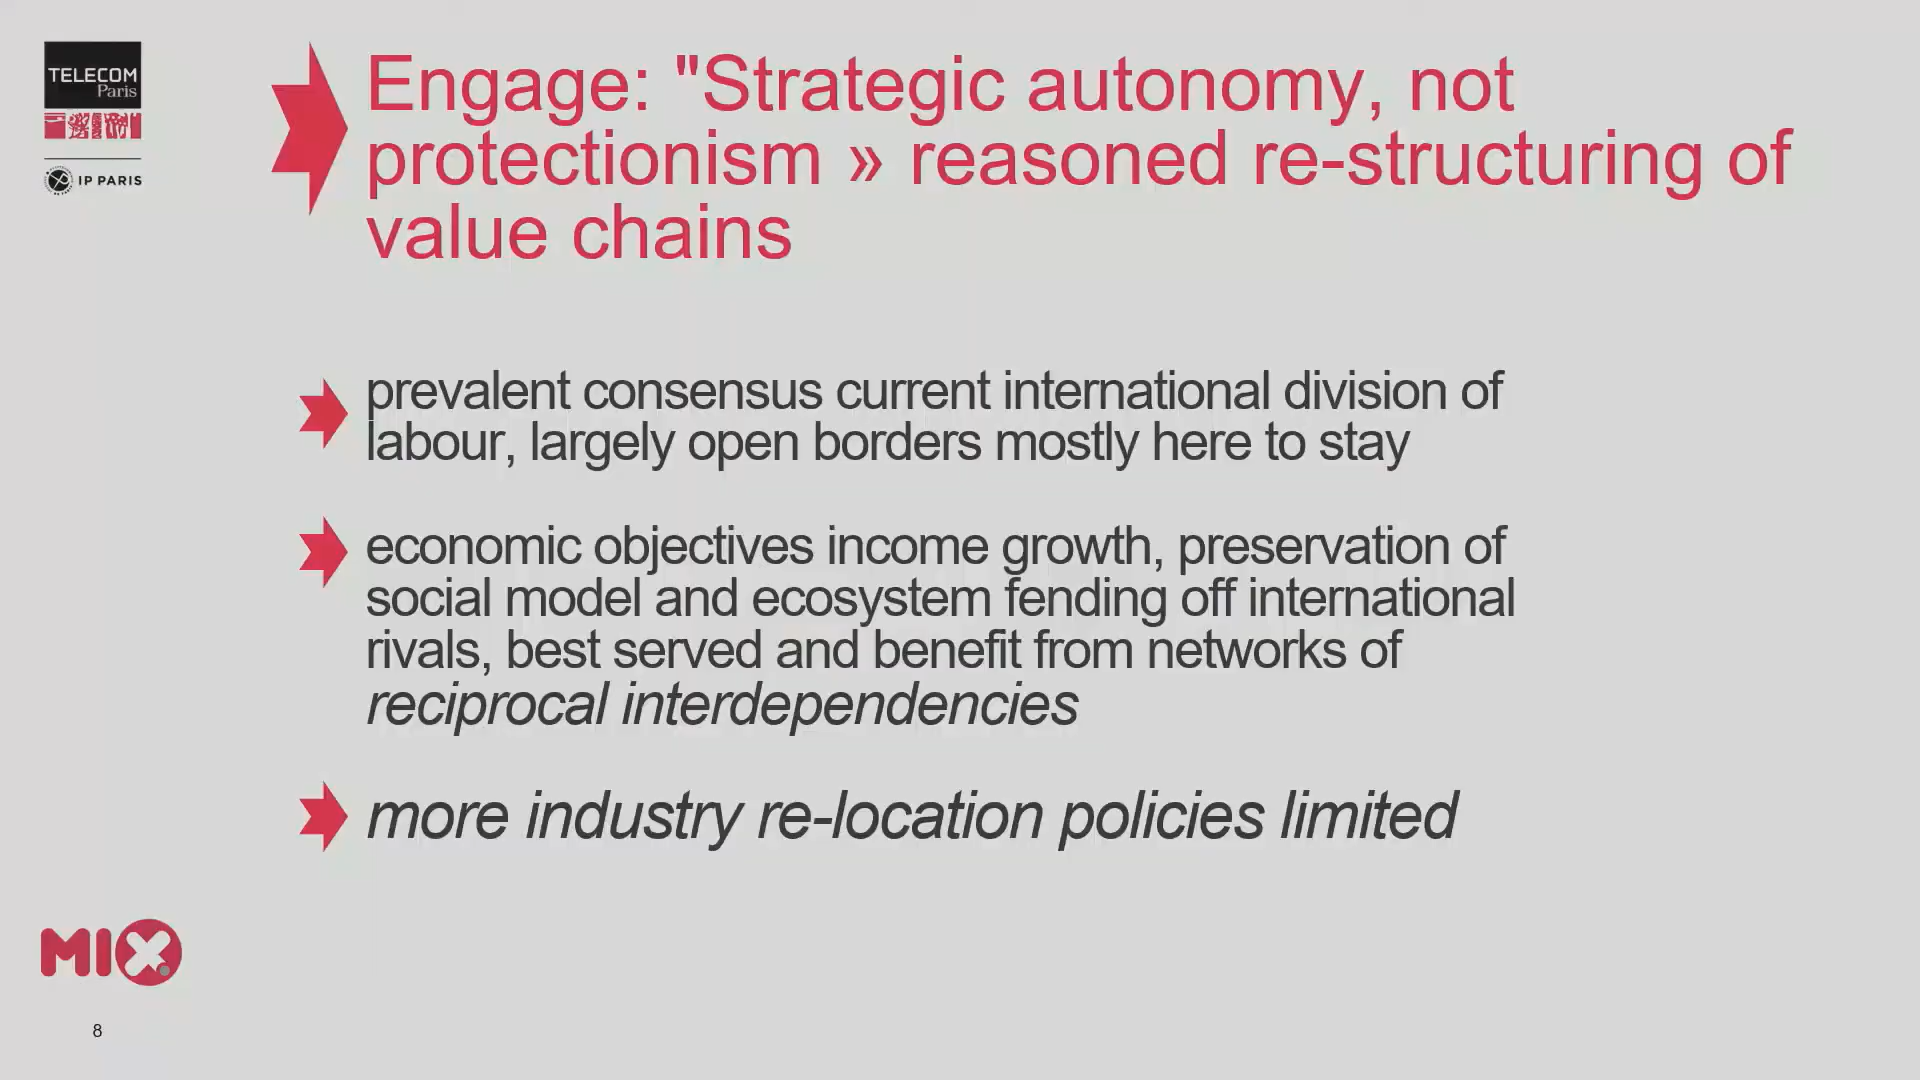 TELECOM
Paris
IP PARIS
Engage: "Strategic autonomy, not
protectionism » reasoned re-structuring of
value chains
prevalent consensus current international division of
labour, largely open borders mostly here to stay
economic objectives income growth, preservation of
social model and ecosystem fending off international
rivals, best served and benefit from networks of
reciprocal interdependencies
more industry re-location policies limited
MIX
8